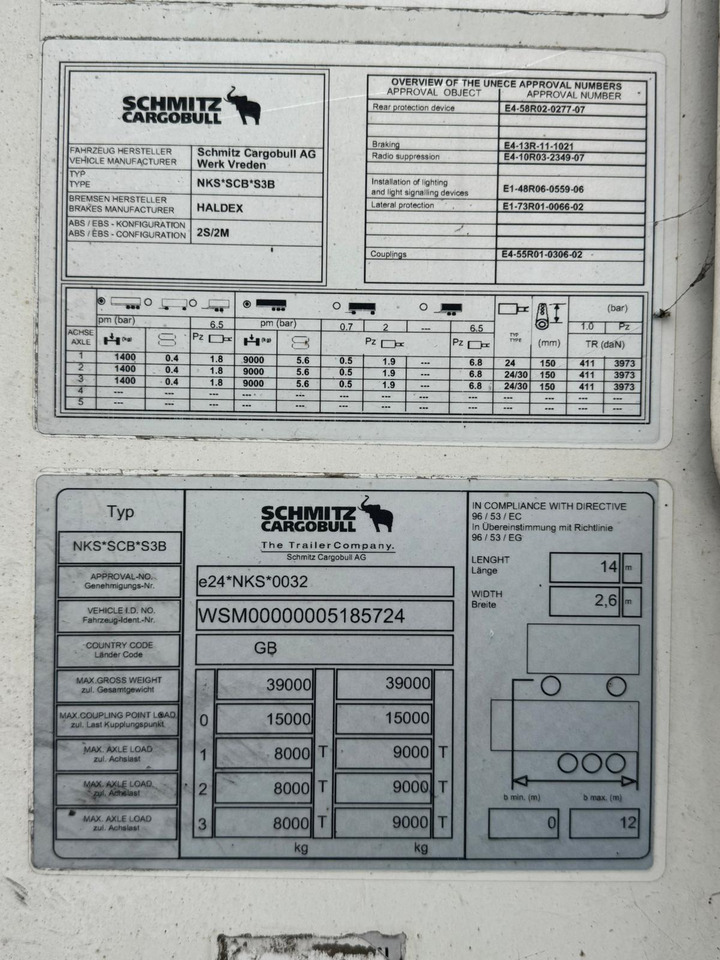 SCHMITZ
CARGOBULL
FAHRZEUG HERSTELLER
VEHICLE MANUFACTURER
Schmitz Cargobull AG
Werk Vreden
TYP
TYPE
NKS*SCB*S3B
BREMSEN HERSTELLER
BRAKES MANUFACTURER
HALDEX
ABS / EBS - KONFIGURATION
ABS / EBS - CONFIGURATION
2S/2M
OVERVIEW OF THE UNECE APPROVAL NUMBERS
APPROVAL OBJECT APPROVAL NUMBER
Rear protection device E4-58R02-0277-07
Braking E4-13R-11-1021
Radio suppression E4-10R03-2349-07
Installation of lighting
and light signalling devices E1-48R06-0559-06
Lateral protection E1-73R01-0066-02
Couplings E4-55R01-0306-02
pm (bar) 6.5 pm (bar) 0.7 2 --- 6.5 TYP TYPE (mm) (bar) 1.0 Pz
ACHSE
AXLE
(kg) Pz (kg) Pz Pz TR (daN)
1 1400 0.4 1.8 9000 5.6 0.5 1.9 --- 6.8 24 150 411 3973
2 1400 0.4 1.8 9000 5.6 0.5 1.9 --- 6.8 24/30 150 411 3973
3 1400 0.4 1.8 9000 5.6 0.5 1.9 --- 6.8 24/30 150 411 3973
4 --- --- --- --- --- --- --- --- --- --- --- --- ---
5 --- --- --- --- --- --- --- --- --- --- --- --- ---
Typ
NKS*SCB*S3B
SCHMITZ
CARGOBULL
The Trailer Company.
Schmitz Cargobull AG
APPROVAL-NO.
Genehmigungs-Nr.
e24*NKS*0032
VEHICLE I.D. NO.
Fahrzeug-Ident.-Nr.
WSM00000005185724
COUNTRY CODE
Länder Code
GB
MAX.GROSS WEIGHT
zul. Gesamtgewicht
. 39000 39000
MAX.COUPLING POINT LOAD
zul. Last Kupplungspunkt.
0 15000 15000
MAX. AXLE LOAD
zul. Achslast
1 8000 T 9000 T
MAX. AXLE LOAD
zul. Achslast
2 8000 T 9000 T
MAX. AXLE LOAD
zul. Achslast
3 8000 T 9000 T
kg kg
IN COMPLIANCE WITH DIRECTIVE
96 / 53 / EC
In Übereinstimmung mit Richtlinie
96 / 53 / EG
LENGHT
Länge
14 m
WIDTH
Breite
2,6 m
b min. (m) b max. (m)
0 12